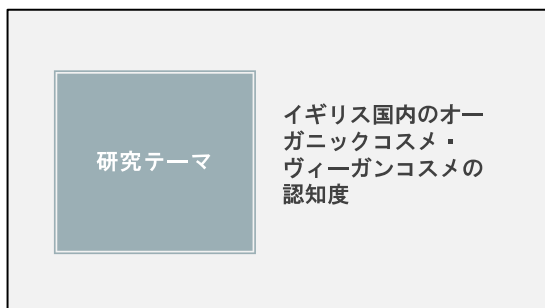 研究テーマ
イギリス国内のオー
ガニックコスメ・
ヴィーガンコスメの
認知度